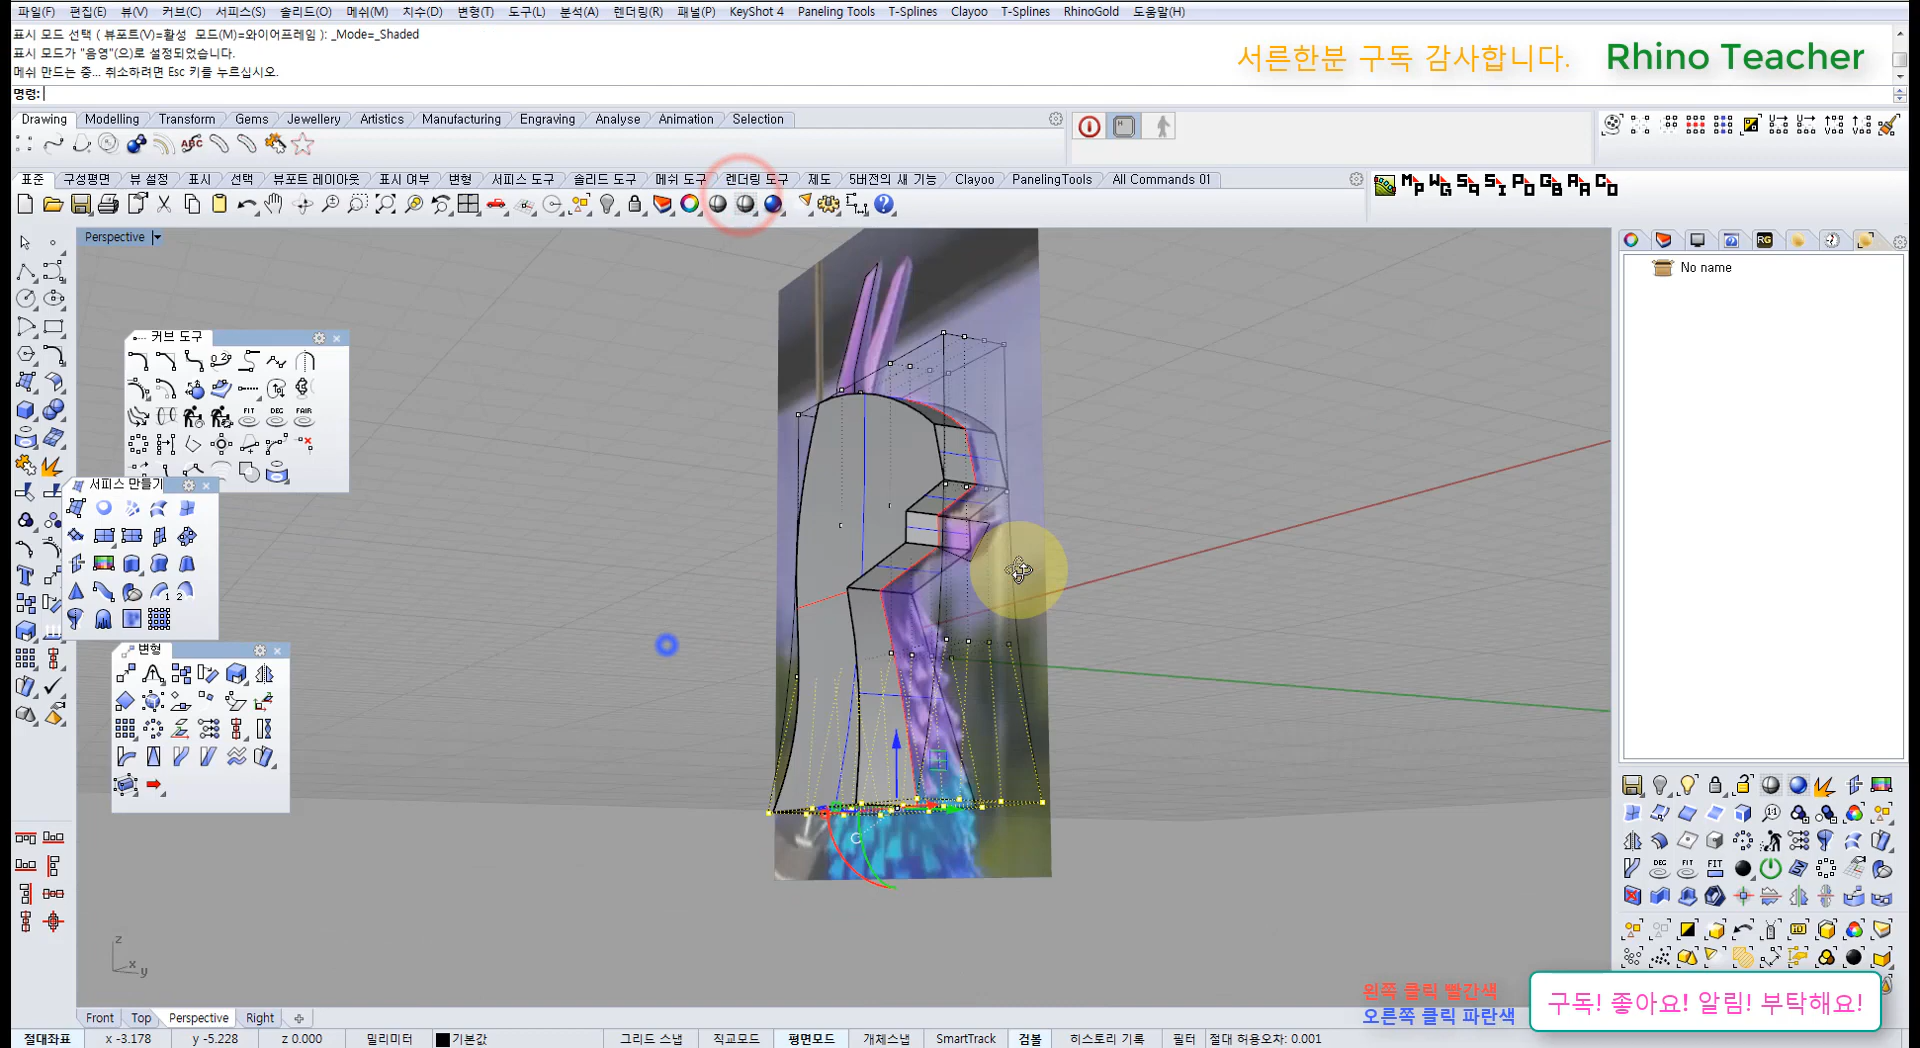 파일(F) 편집(E) 뷰(V) 커브(C) 서피스(S) 솔리드(O) 메쉬(M) 치수(D) 변형(T) 도구(L) 분석(A) 렌더링(R) 패널(P) KeyShot 4 Paneling Tools T-Splines Clayoo T-Splines RhinoGold 도움말(H)
표시 모드 선택 ( 뷰포트(V)=활성 모드(M)=와이어프레임 ): _Mode=_Shaded
표시 모드가 "음영"(으)로 설정되었습니다.
메쉬 만드는 중... 취소하려면 Esc 키를 누르십시오.
명령:
서른한분 구독 감사합니다. Rhino Teacher
Drawing Modelling Transform Gems Jewellery Artistics Manufacturing Engraving Analyse Animation Selection
표준 구성평면 뷰 설정 표시 선택 뷰포트 레이아웃 표시 여부 변형 서피스 도구 솔리드 도구 메쉬 도구 렌더링 도구 제도 5버전의 새 기능 Clayoo PanelingTools All Commands 01
Perspective
No name
커브 도구
FIT DEG FAIR
서피스 만들기
변형
DEG FIT FIT
z
x y
왼쪽 클릭 빨간색
오른쪽 클릭 파란색
구독! 좋아요! 알림! 부탁해요!
Front Top Perspective Right
절대좌표 x -3.178 y -5.228 z 0.000 밀리미터 기본값 그리드 스냅 직교모드 평면모드 개체스냅 SmartTrack 검볼 히스토리 기록 필터 절대 허용오차: 0.001